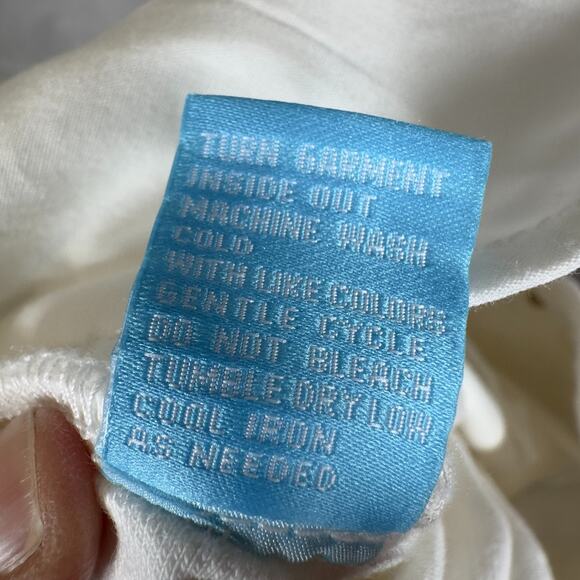 TURN GARMENT
INSIDE OUT
MACHINE WASH
COLD
WITH LIKE COLOURS
GENTLE CYCLE
DO NOT BLEACH
TUMBLE DRY LOW
COOL IRON
AS NEEDED